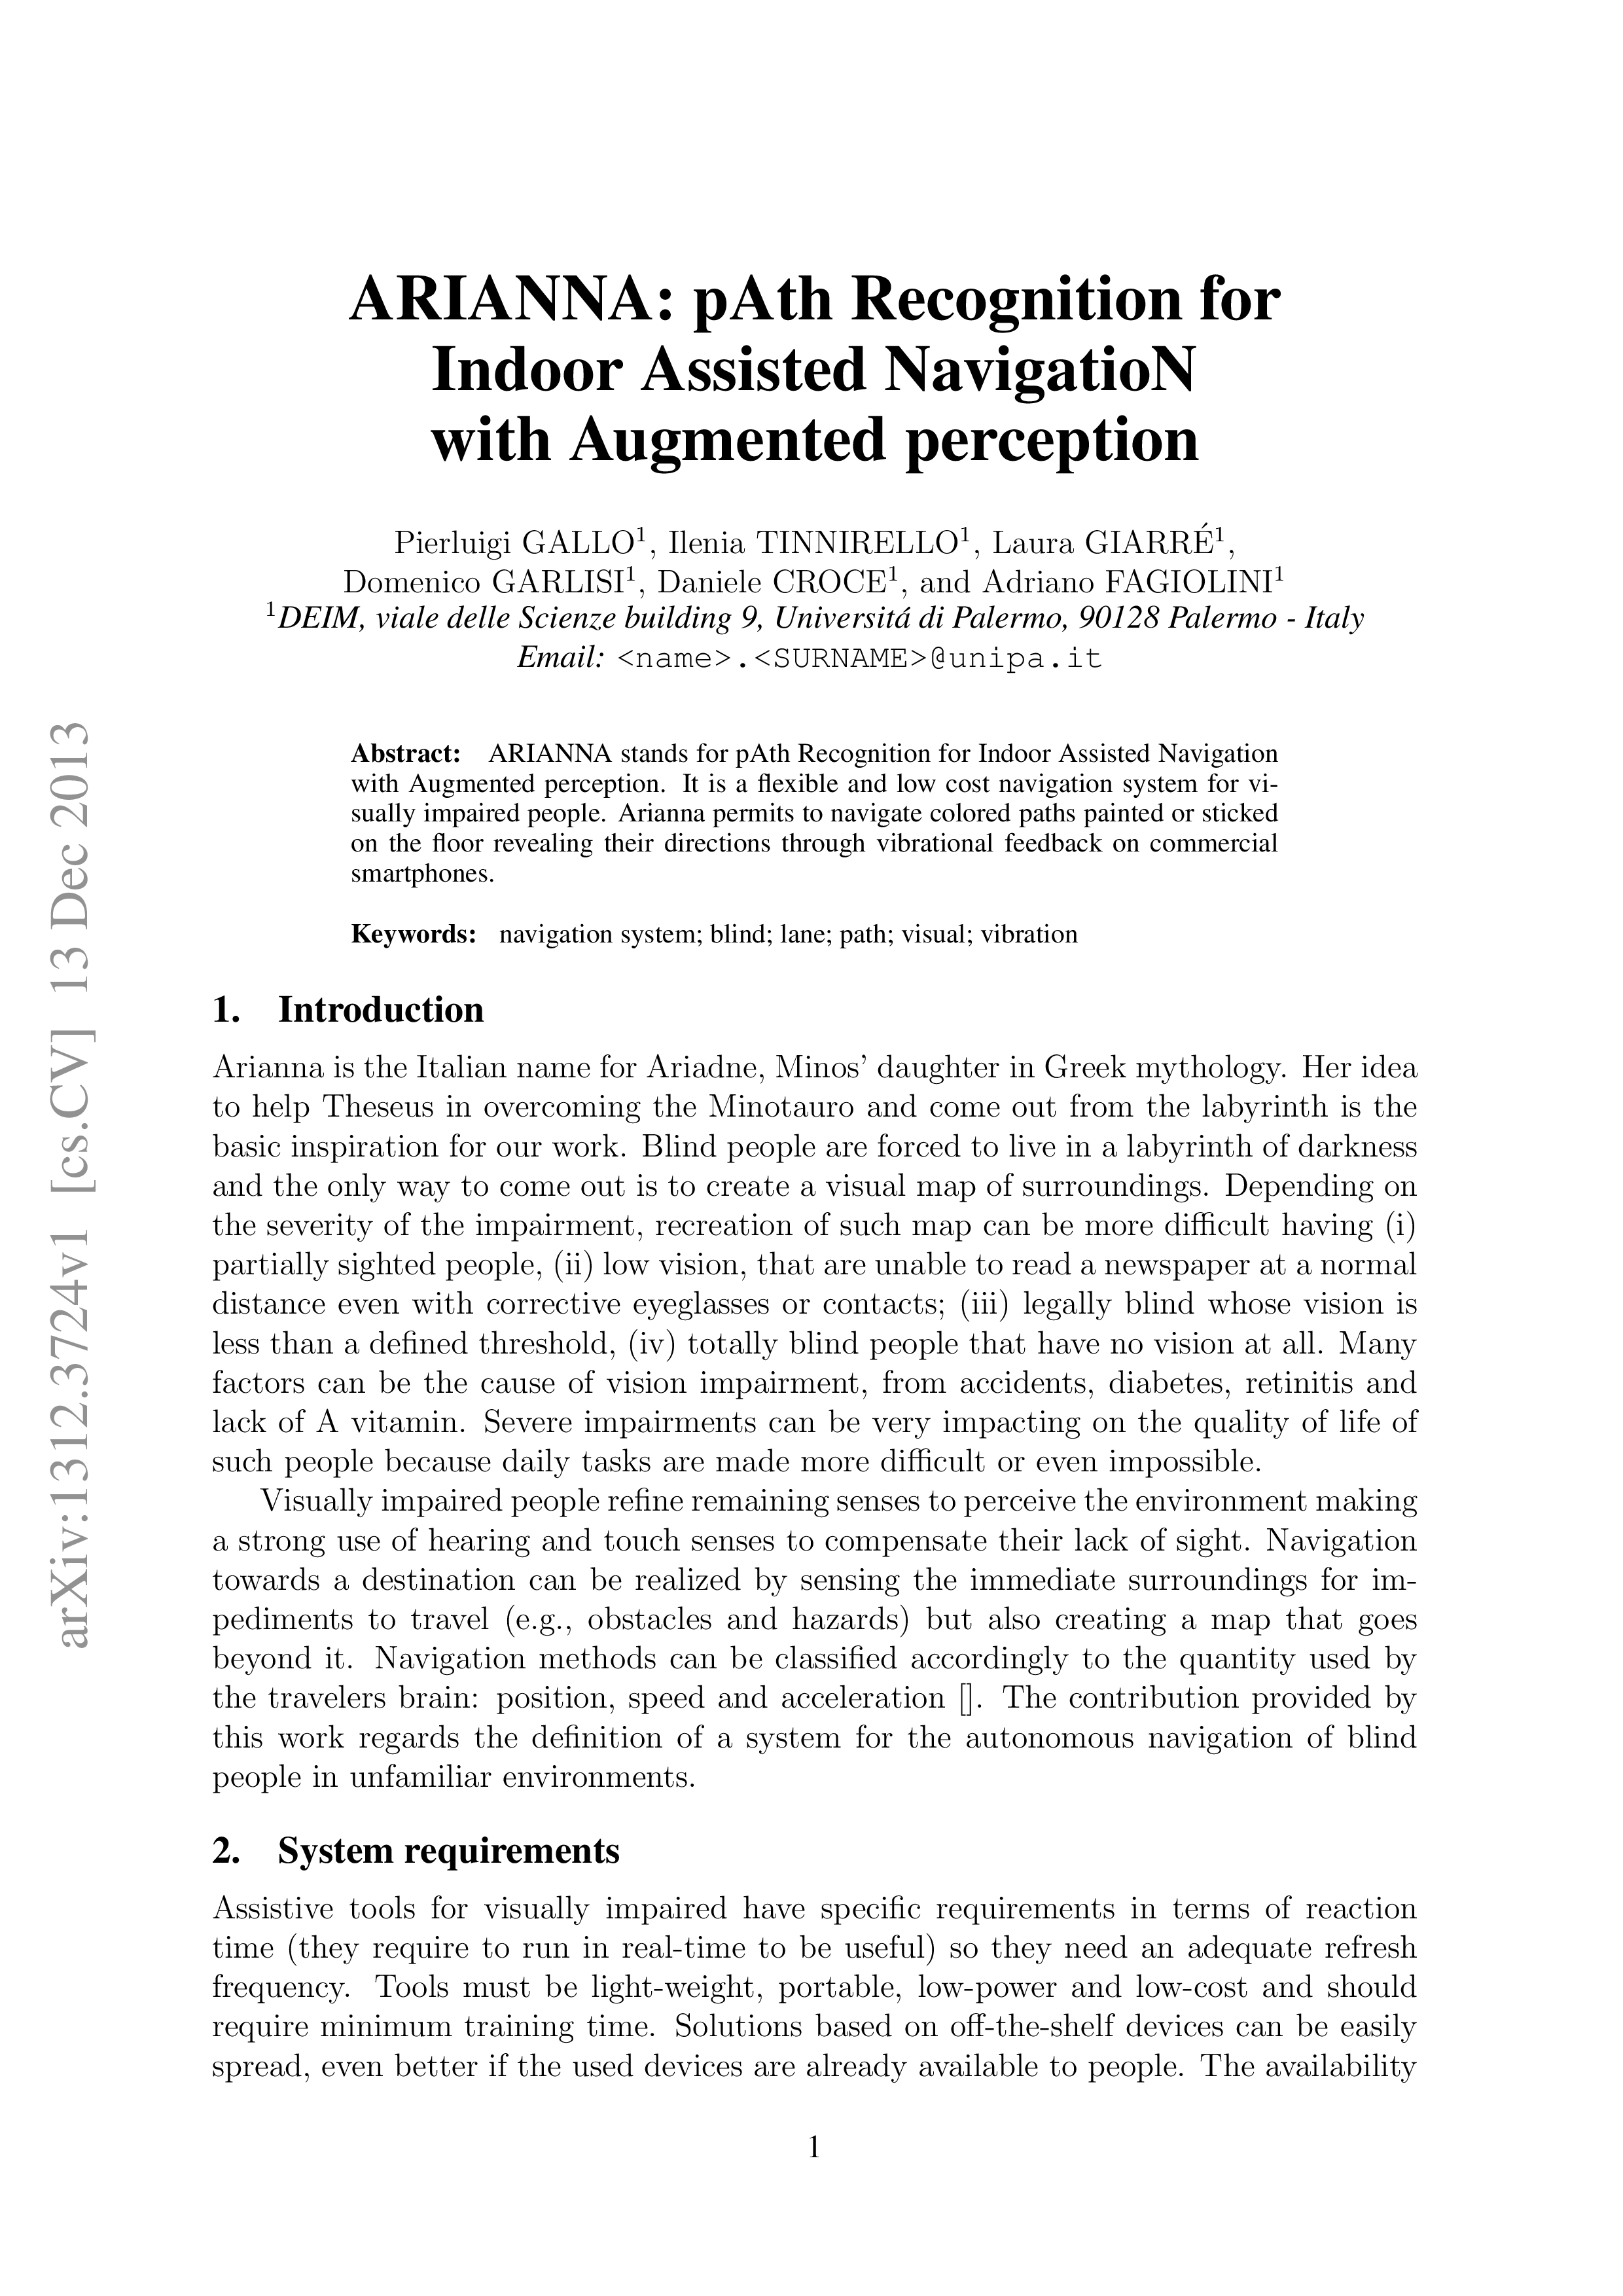 ARIANNA: pAth Recognition for
Indoor Assisted NavigatioN
with Augmented perception
Pierluigi GALLO1, Ilenia TINNIRELLO1, Laura GIARRÉ1,
Domenico GARLISI1, Daniele CROCE1, and Adriano FAGIOLINI1
1DEIM, viale delle Scienze building 9, Universitá di Palermo, 90128 Palermo - Italy
Email: <name>.<SURNAME>@unipa.it
Abstract: ARIANNA stands for pAth Recognition for Indoor Assisted Navigation
with Augmented perception. It is a flexible and low cost navigation system for vi-
sually impaired people. Arianna permits to navigate colored paths painted or sticked
on the floor revealing their directions through vibrational feedback on commercial
smartphones.
Keywords: navigation system; blind; lane; path; visual; vibration
1. Introduction
Arianna is the Italian name for Ariadne, Minos' daughter in Greek mythology. Her idea
to help Theseus in overcoming the Minotauro and come out from the labyrinth is the
basic inspiration for our work. Blind people are forced to live in a labyrinth of darkness
and the only way to come out is to create a visual map of surroundings. Depending on
the severity of the impairment, recreation of such map can be more difficult having (i)
partially sighted people, (ii) low vision, that are unable to read a newspaper at a normal
distance even with corrective eyeglasses or contacts; (iii) legally blind whose vision is
less than a defined threshold, (iv) totally blind people that have no vision at all. Many
factors can be the cause of vision impairment, from accidents, diabetes, retinitis and
lack of A vitamin. Severe impairments can be very impacting on the quality of life of
such people because daily tasks are made more difficult or even impossible.
Visually impaired people refine remaining senses to perceive the environment making
a strong use of hearing and touch senses to compensate their lack of sight. Navigation
towards a destination can be realized by sensing the immediate surroundings for im-
pediments to travel (e.g., obstacles and hazards) but also creating a map that goes
beyond it. Navigation methods can be classified accordingly to the quantity used by
the travelers brain: position, speed and acceleration []. The contribution provided by
this work regards the definition of a system for the autonomous navigation of blind
people in unfamiliar environments.
2. System requirements
Assistive tools for visually impaired have specific requirements in terms of reaction
time (they require to run in real-time to be useful) so they need an adequate refresh
frequency. Tools must be light-weight, portable, low-power and low-cost and should
require minimum training time. Solutions based on off-the-shelf devices can be easily
spread, even better if the used devices are already available to people. The availability
1
arXiv:1312.3724v1 [cs.CV] 13 Dec 2013